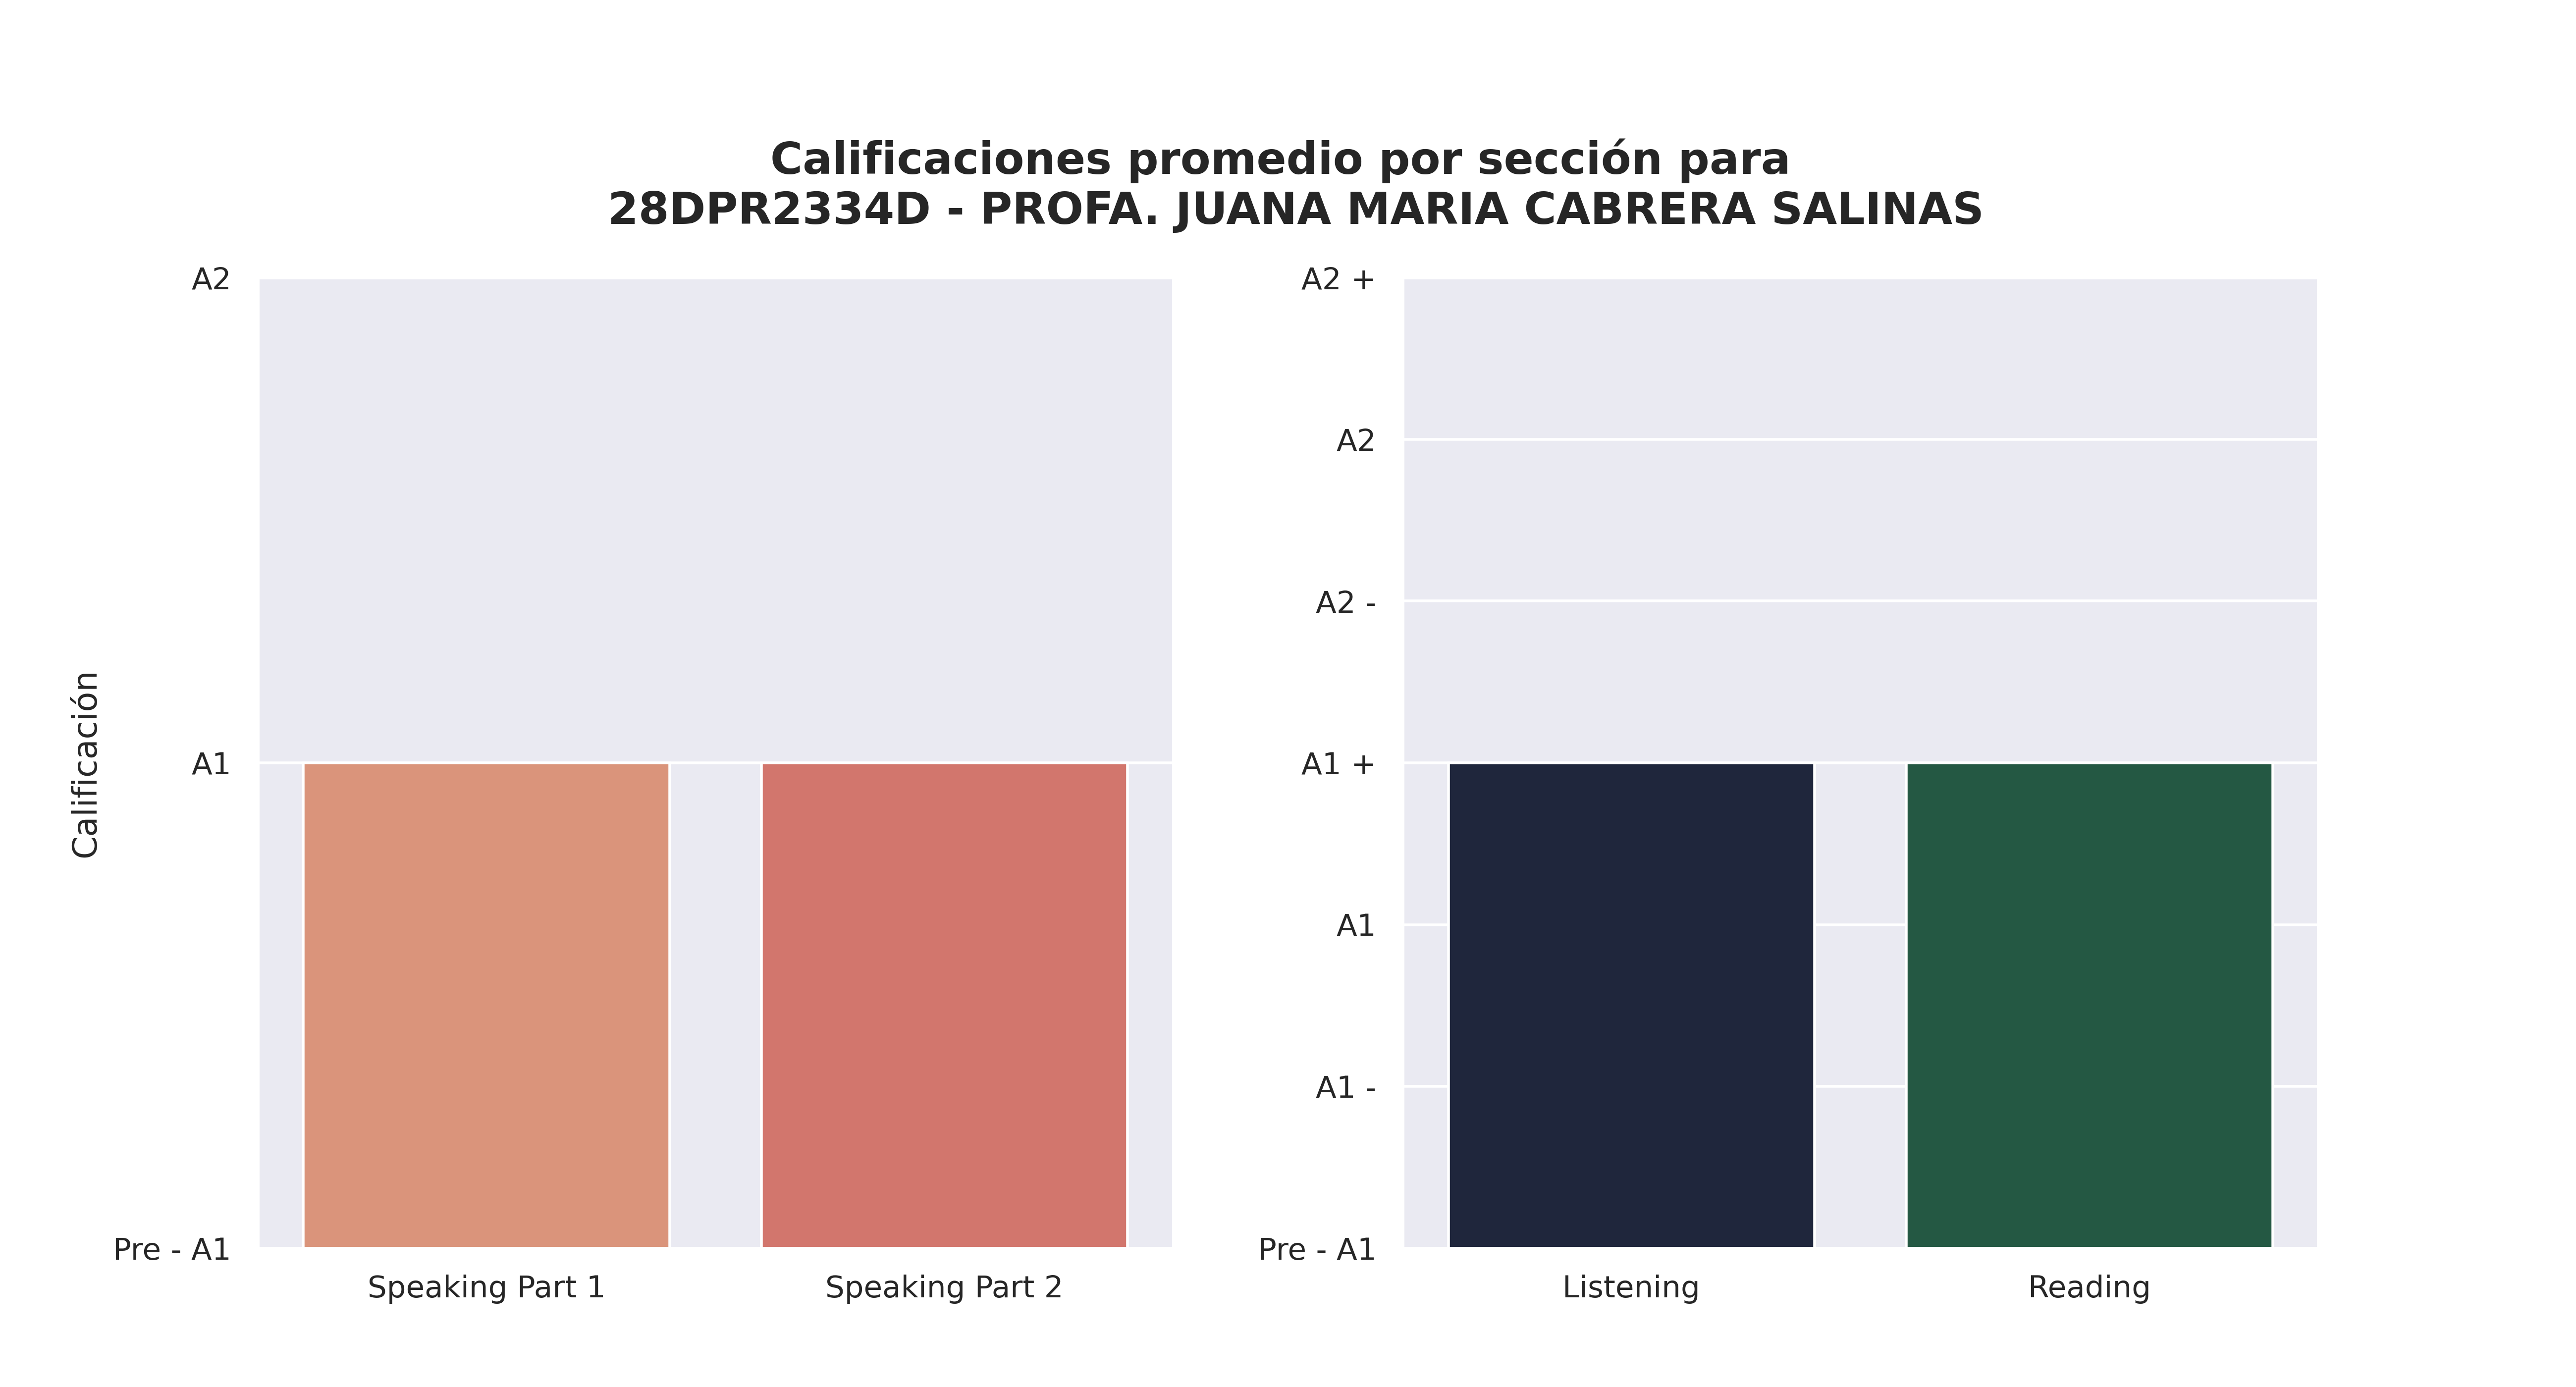 Calificaciones promedio por sección para
28DPR2334D - PROFA. JUANA MARIA CABRERA SALINAS
Calificación
A2
A1
Pre - A1
Speaking Part 1
Speaking Part 2
A2 +
A2
A2 -
A1 +
A1
A1 -
Pre - A1
Listening
Reading